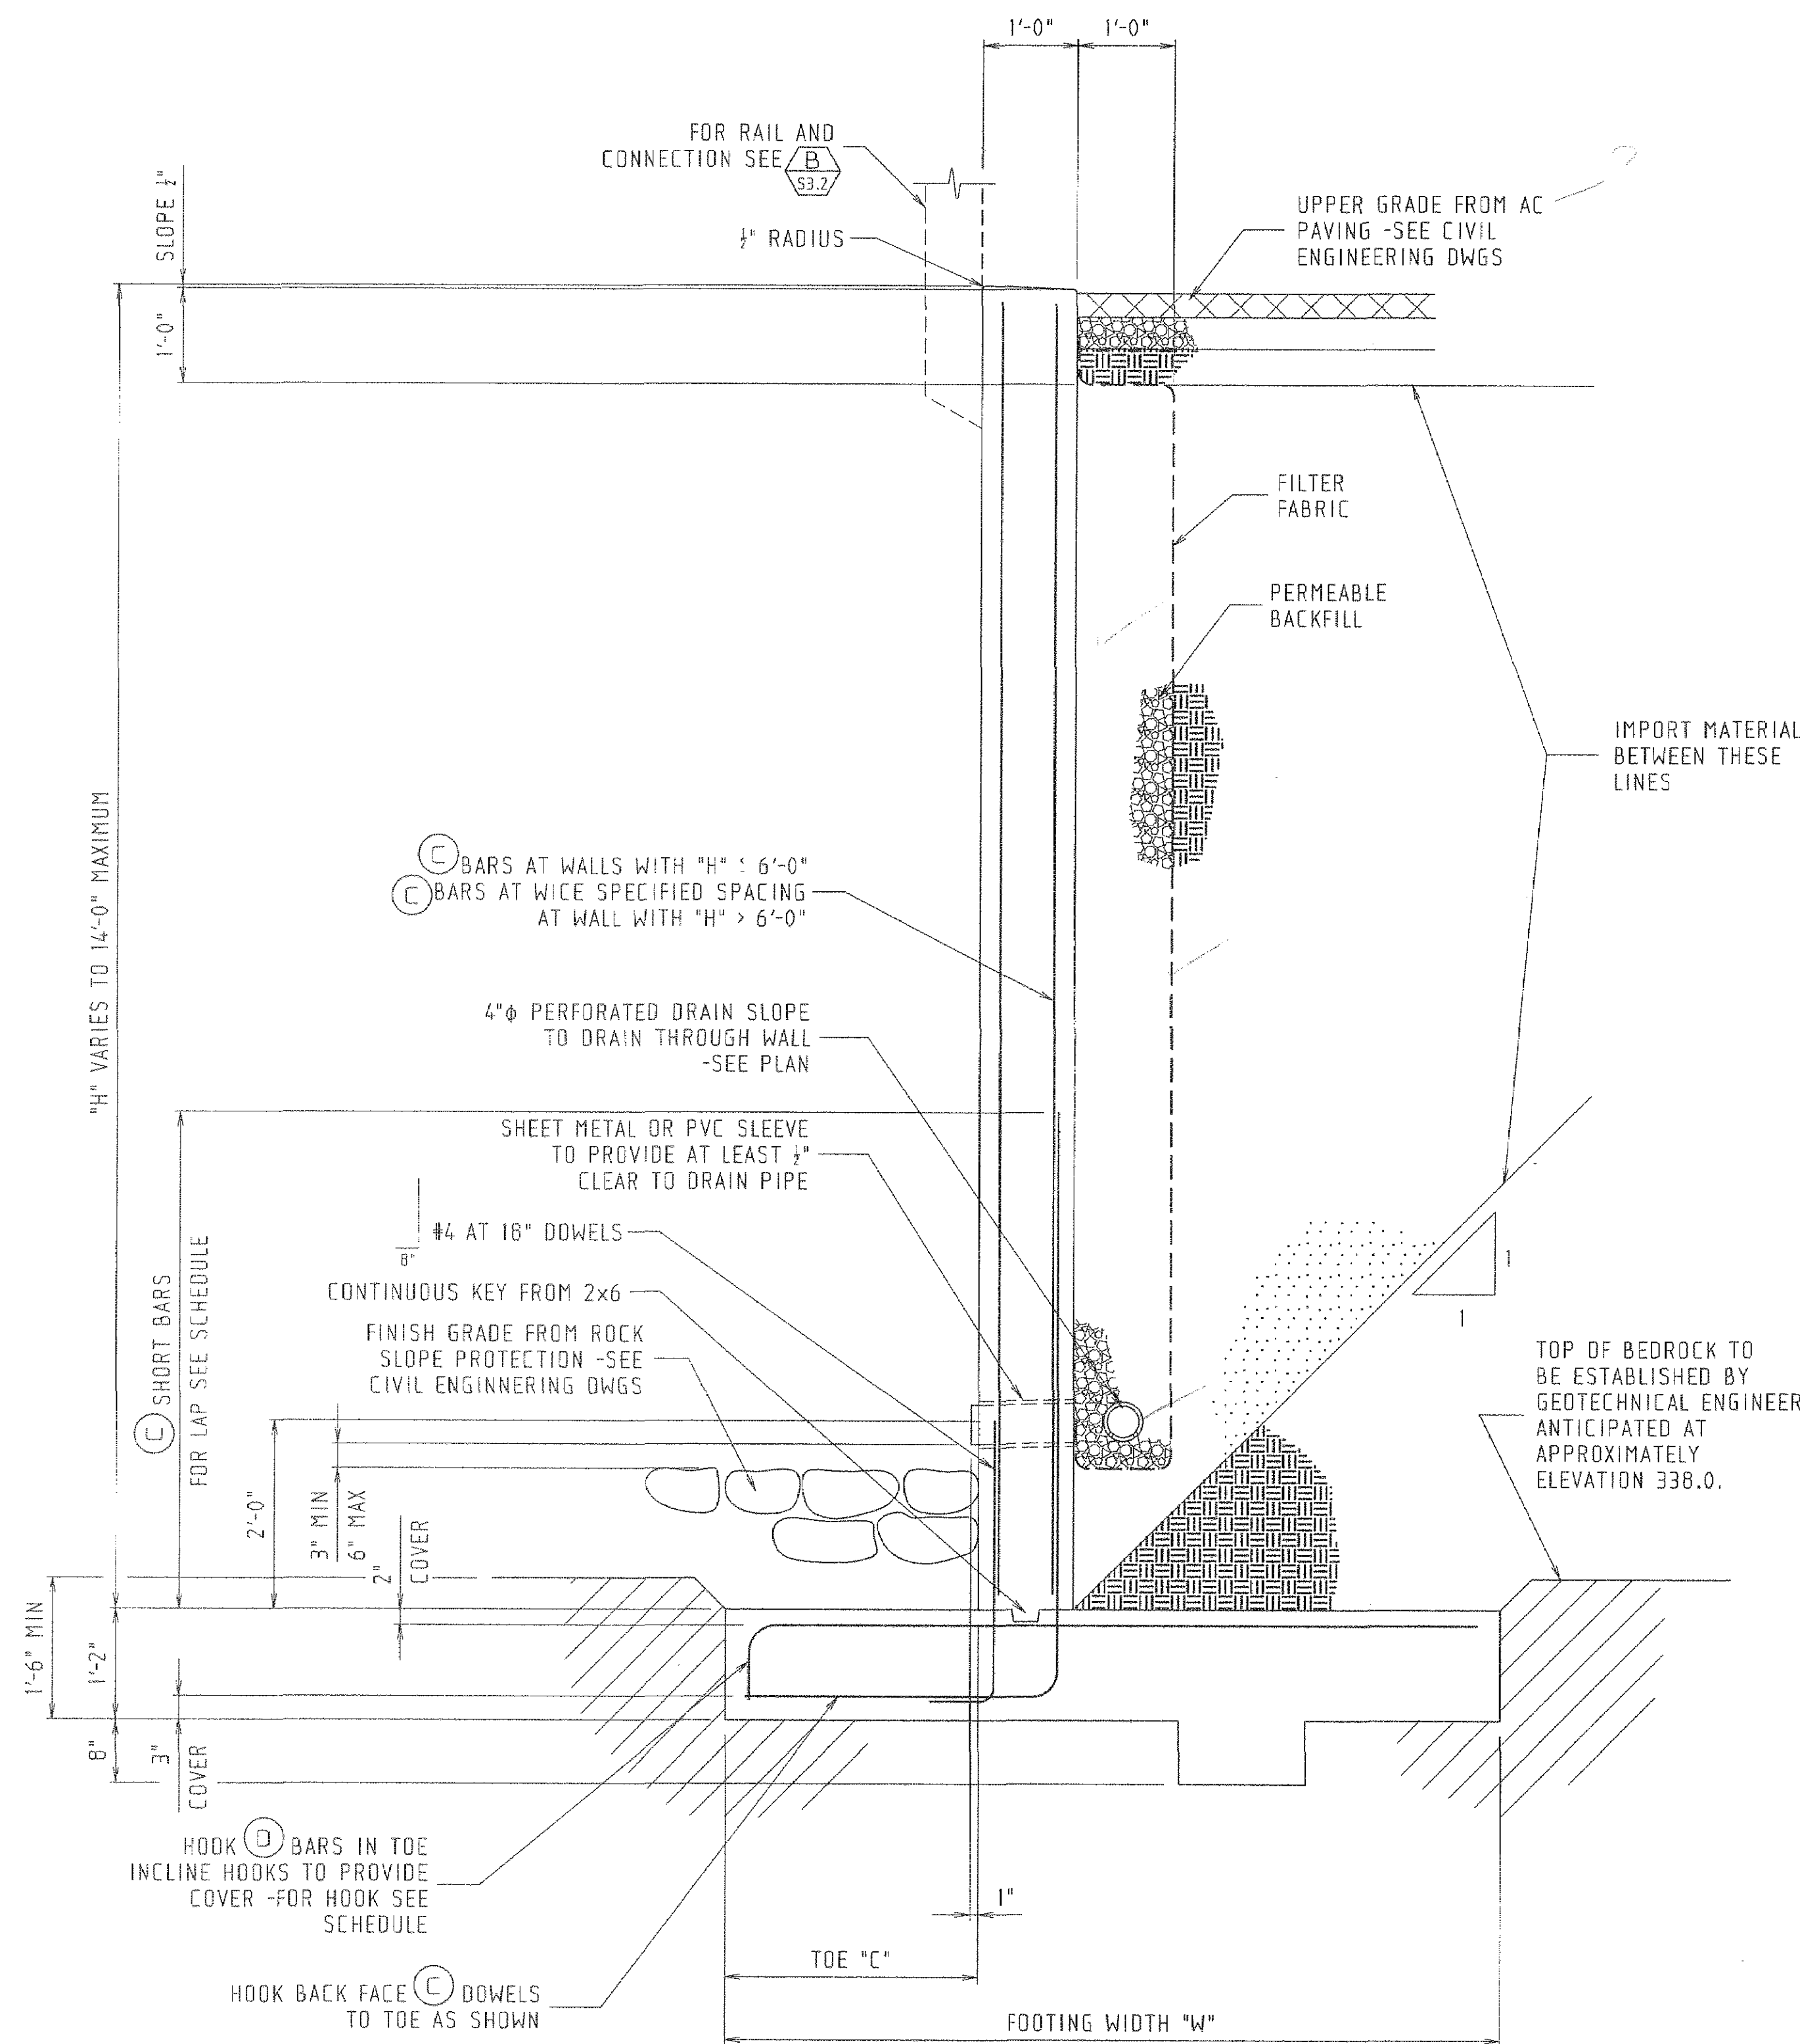 1'-0"
1'-0"
FOR RAIL AND
CONNECTION SEE
B
S3.2
SLOPE ½"
½" RADIUS
UPPER GRADE FROM AC
PAVING -SEE CIVIL
ENGINEERING DWGS
1'-0"
FILTER
FABRIC
PERMEABLE
BACKFILL
IMPORT MATERIAL
BETWEEN THESE
LINES
"H" VARIES TO 14'-0" MAXIMUM
C BARS AT WALLS WITH "H" ≤ 6'-0"
C BARS AT WICE SPECIFIED SPACING
AT WALL WITH "H" > 6'-0"
4"ϕ PERFORATED DRAIN SLOPE
TO DRAIN THROUGH WALL
-SEE PLAN
SHEET METAL OR PVC SLEEVE
TO PROVIDE AT LEAST ½"
CLEAR TO DRAIN PIPE
#4 AT 18" DOWELS
8"
CONTINUOUS KEY FROM 2x6
FINISH GRADE FROM ROCK
SLOPE PROTECTION -SEE
CIVIL ENGINNERING DWGS
C SHORT BARS
FOR LAP SEE SCHEDULE
1
1
TOP OF BEDROCK TO
BE ESTABLISHED BY
GEOTECHNICAL ENGINEER
ANTICIPATED AT
APPROXIMATELY
ELEVATION 338.0.
2'-0"
3" MIN
6" MAX
2"
COVER
1'-6" MIN
1'-2"
8"
3"
COVER
HOOK D BARS IN TOE
INCLINE HOOKS TO PROVIDE
COVER -FOR HOOK SEE
SCHEDULE
1"
TOE "C"
HOOK BACK FACE C DOWELS
TO TOE AS SHOWN
FOOTING WIDTH "W"